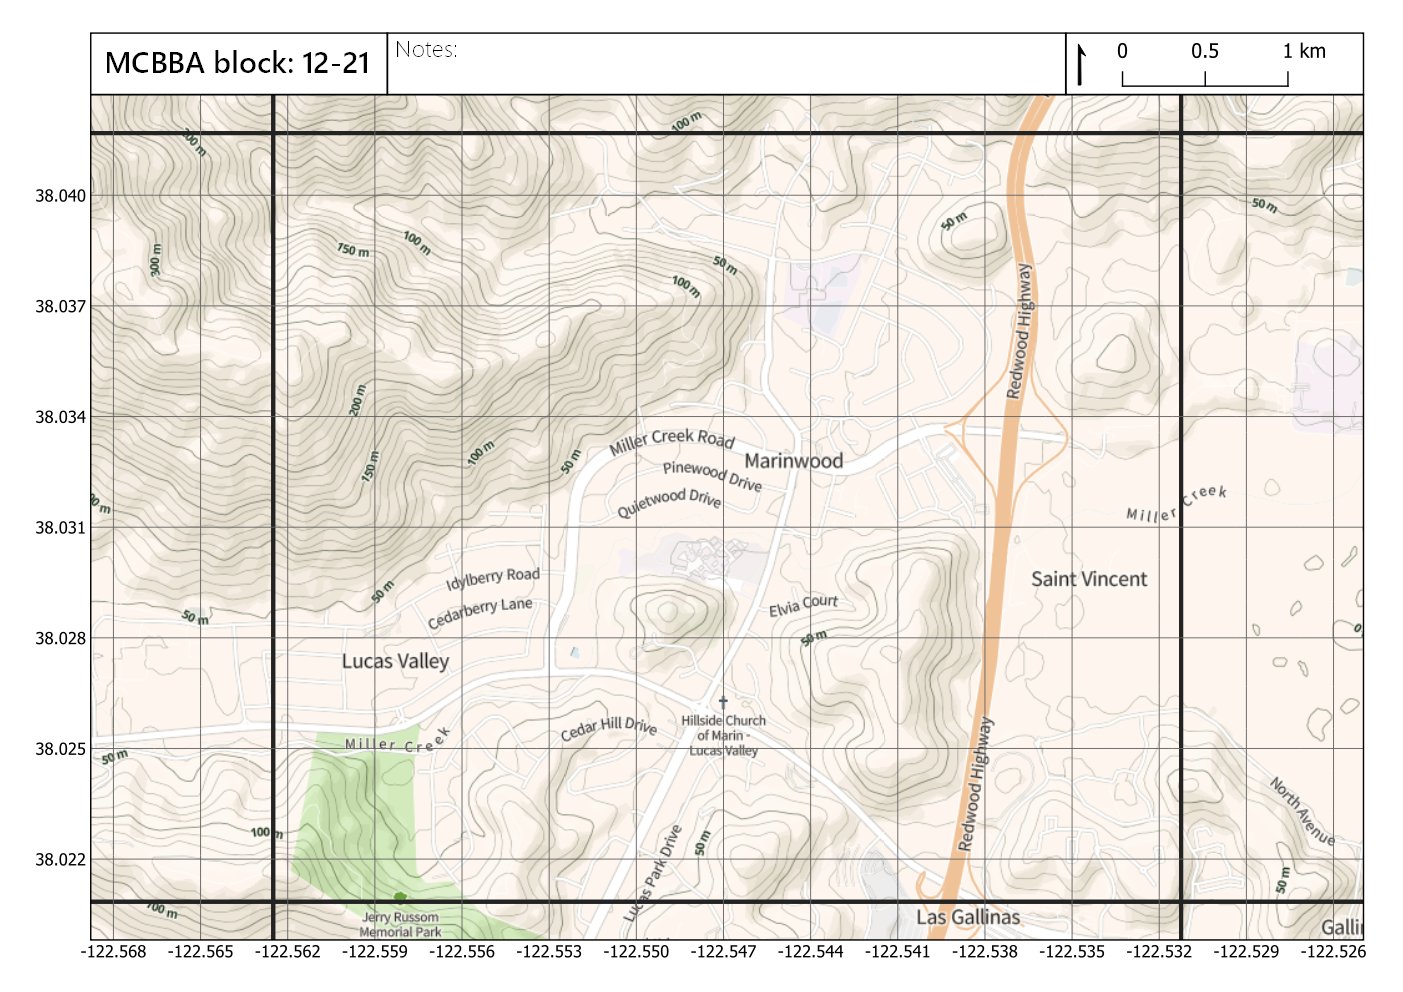 MCBBA block: 12-21
Notes:
0 0.5 1 km
100 m
200 m
38.040
50 m
50 m
300 m
150 m
100 m
50 m
100 m
Redwood Highway
38.037
200 m
38.034
Miller Creek Road
Marinwood
150 m
100 m
50 m
Pinewood Drive
Quietwood Drive
Miller Creek
38.031
Idylberry Road
Cedarberry Lane
50 m
50 m
Elvia Court
50 m
Saint Vincent
38.028
Lucas Valley
Cedar Hill Drive
Hillside Church
of Marin -
Lucas Valley
Miller Creek
38.025
50 m
Redwood Highway
North Avenue
100 m
50 m
Lucas Park Drive
38.022
50 m
100 m
Jerry Russom
Memorial Park
Las Gallinas
Gallin
-122.568 -122.565 -122.562 -122.559 -122.556 -122.553 -122.550 -122.547 -122.544 -122.541 -122.538 -122.535 -122.532 -122.529 -122.526